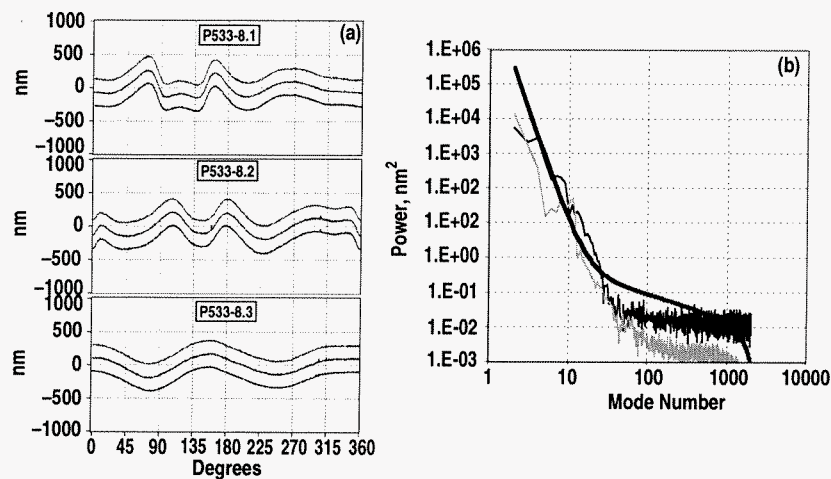 1000
500
0
−500
−1000
nm
P533-8.1
(a)
1000
500
0
−500
−1000
nm
P533-8.2
1000
500
0
−500
−1000
nm
P533-8.3
0 45 90 135 180 225 270 315 360
Degrees
(b)
1.E+06
1.E+05
1.E+04
1.E+03
1.E+02
1.E+01
1.E+00
1.E-01
1.E-02
1.E-03
Power, nm²
1 10 100 1000 10000
Mode Number